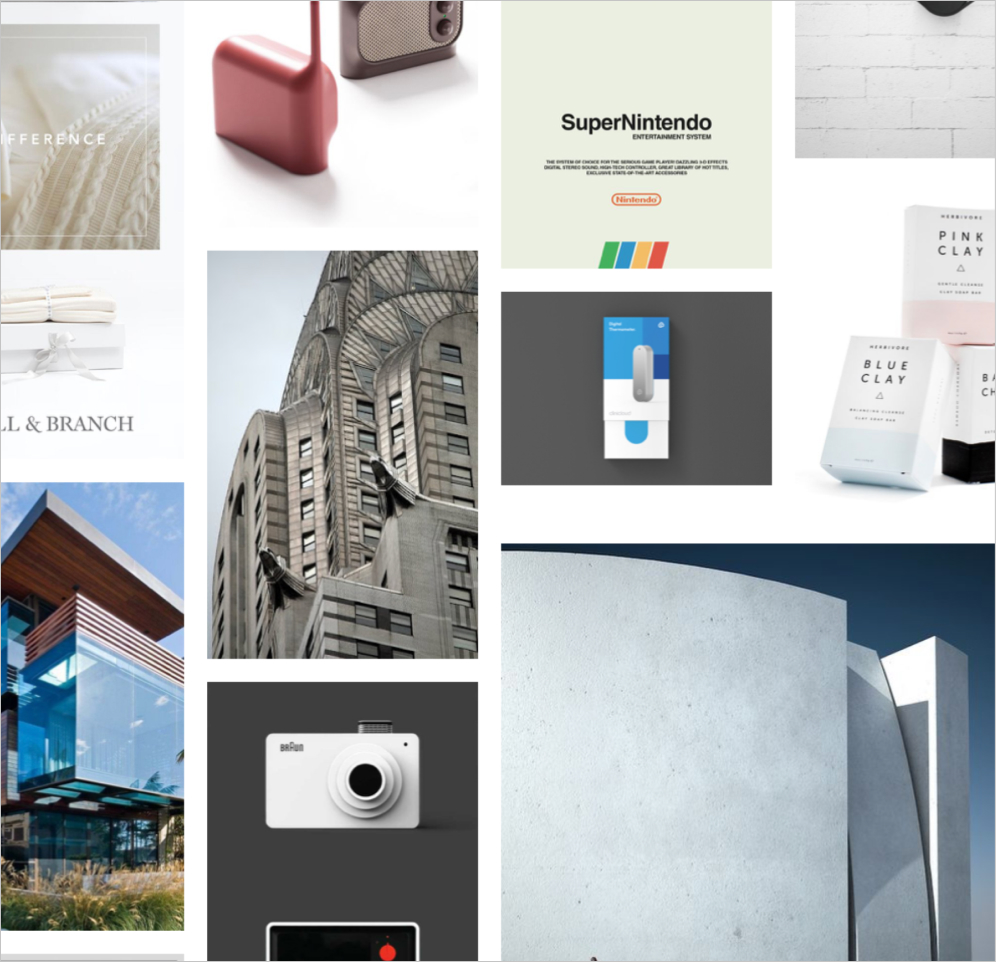 IFFERENCE
LL & BRANCH
SuperNintendo
ENTERTAINMENT SYSTEM
THE SYSTEM OF CHOICE FOR THE SERIOUS GAME PLAYER! DAZZLING 3-D EFFECTS,
DIGITAL STEREO SOUND, HIGH-TECH CONTROLLER, GREAT LIBRARY OF HOT TITLES,
EXCLUSIVE STATE-OF-THE-ART ACCESSORIES
Nintendo
Digital
Thermometer
HERBIVORE
PINK
CLAY
GENTLE CLEANSE
CLAY SOAP BAR
HERBIVORE
BLUE
CLAY
BALANCING CLEANSE
CLAY SOAP BAR
BA
CH
BRAUN